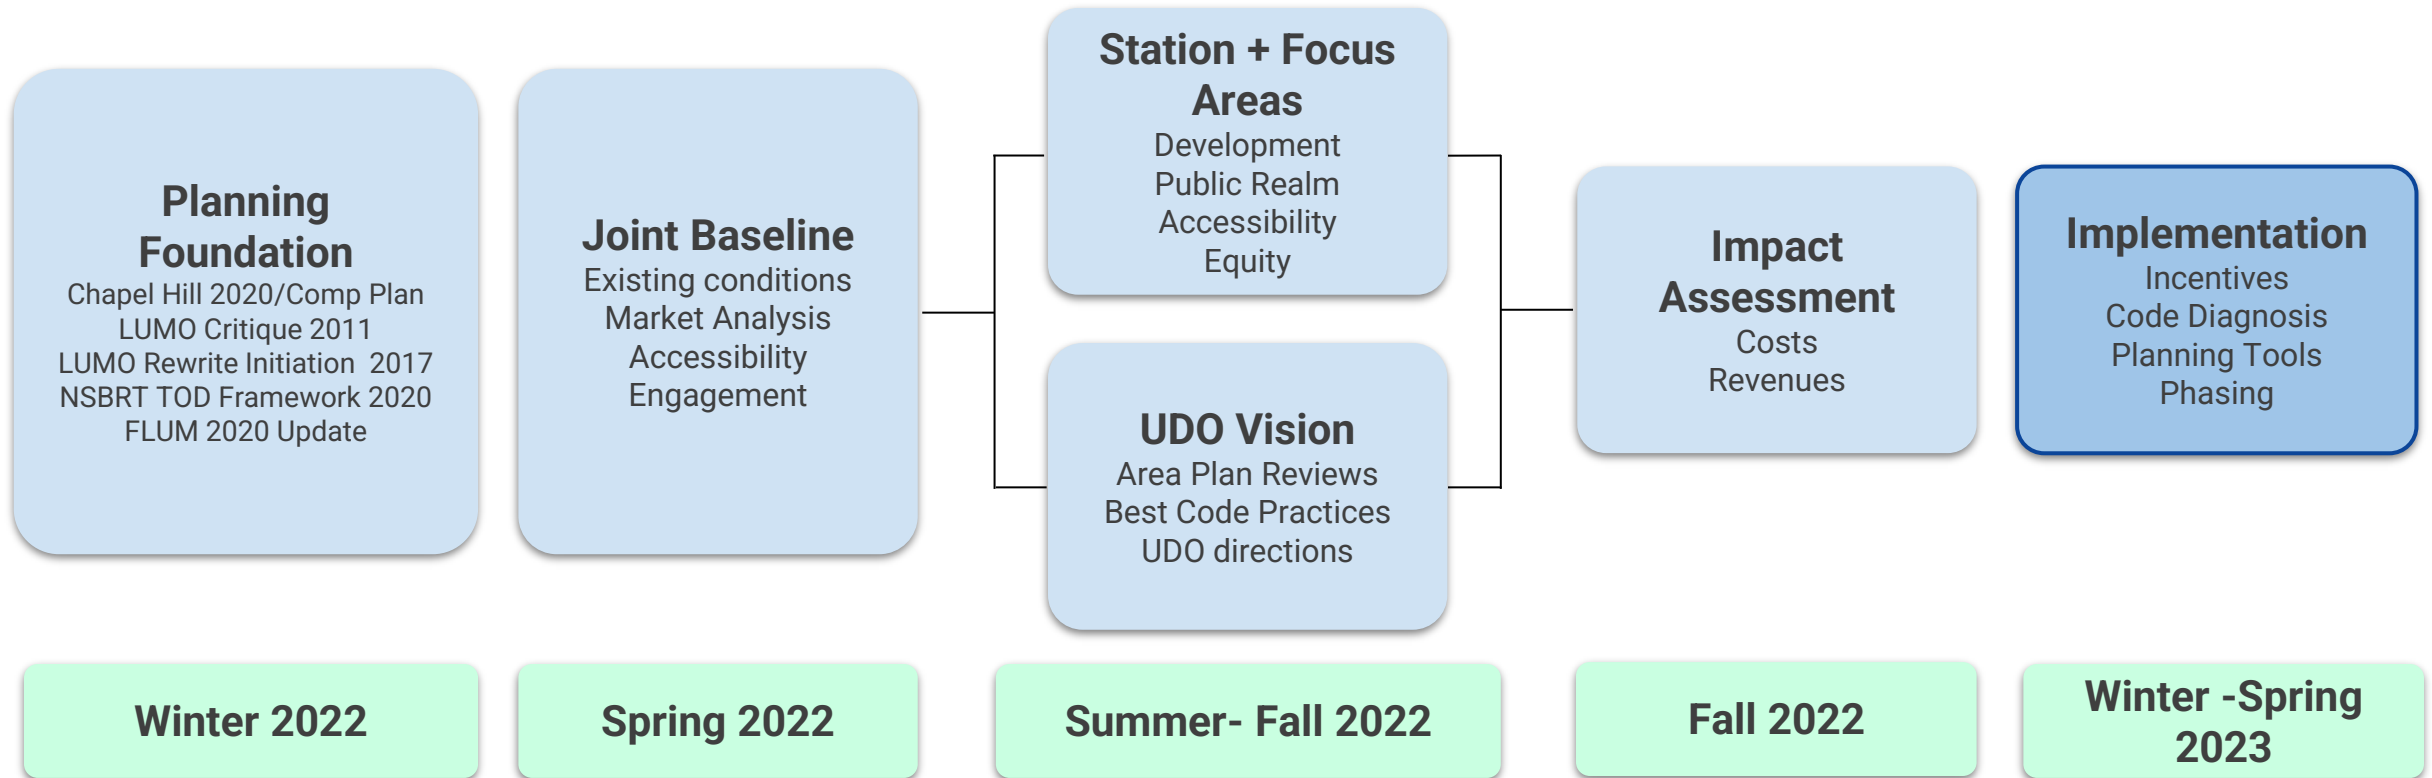 Planning
Foundation
Chapel Hill 2020/Comp Plan
LUMO Critique 2011
LUMO Rewrite Initiation  2017
NSBRT TOD Framework 2020
FLUM 2020 Update
Joint Baseline
Existing conditions
Market Analysis
Accessibility
Engagement
Station + Focus
Areas
Development
Public Realm
Accessibility
Equity
UDO Vision
Area Plan Reviews
Best Code Practices
UDO directions
Impact
Assessment
Costs
Revenues
Implementation
Incentives
Code Diagnosis
Planning Tools
Phasing
Winter 2022
Spring 2022
Summer- Fall 2022
Fall 2022
Winter -Spring
2023